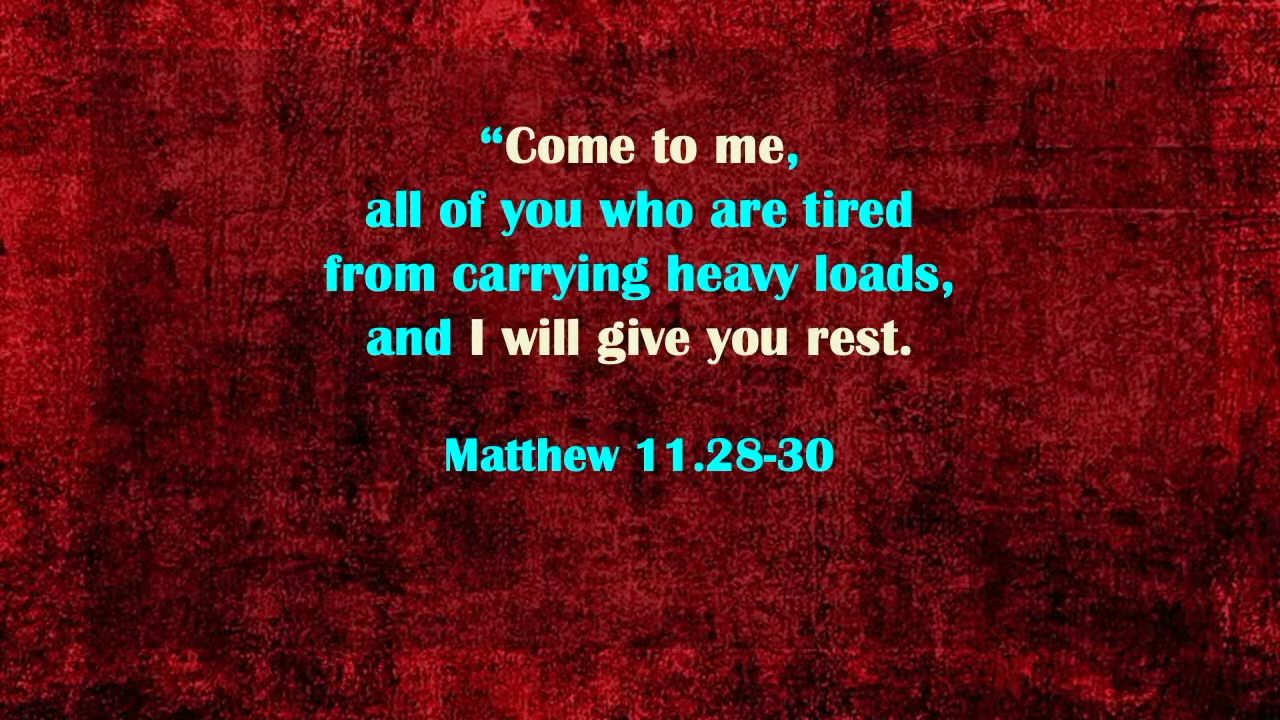 “Come to me,
all of you who are tired
from carrying heavy loads,
and I will give you rest.
Matthew 11.28-30